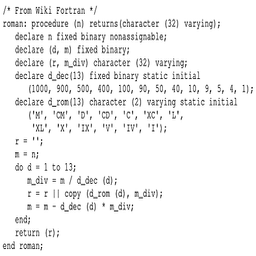 /* From Wiki Fortran */
roman: procedure (n) returns(character (32) varying);
declare n fixed binary nonassignable;
declare (d, m) fixed binary;
declare (r, m_div) character (32) varying;
declare d_dec(13) fixed binary static initial
(1000, 900, 500, 400, 100, 90, 50, 40, 10, 9, 5, 4, 1);
declare d_rom(13) character (2) varying static initial
('M', 'CM', 'D', 'CD', 'C', 'XC', 'L',
'XL', 'X', 'IX', 'V', 'IV', 'I');
r = '';
m = n;
do d = 1 to 13;
m_div = m / d_dec (d);
r = r || copy (d_rom (d), m_div);
m = m - d_dec (d) * m_div;
end;
return (r);
end roman;